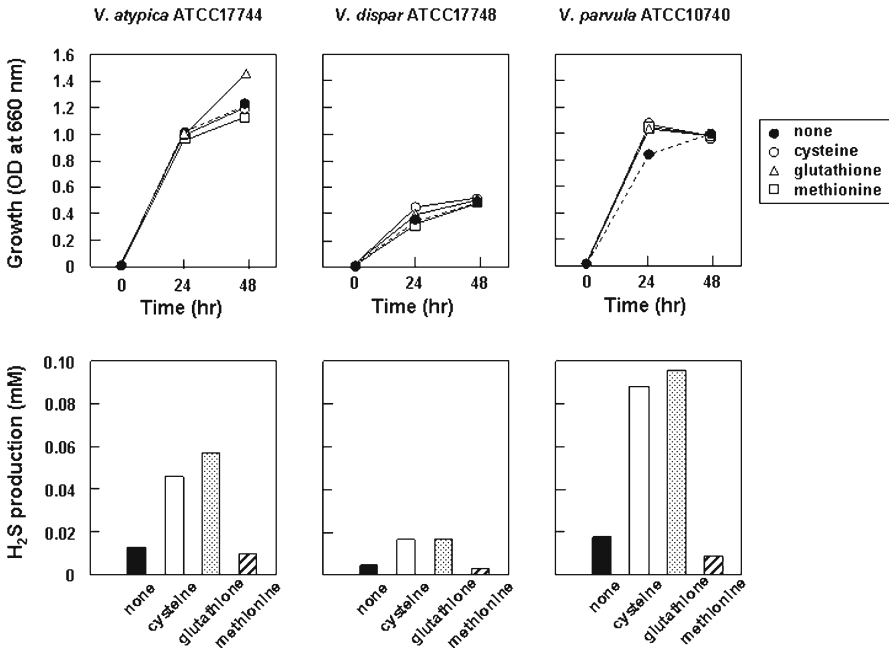 V. atypica ATCC17744
V. dispar ATCC17748
V. parvula ATCC10740
Growth (OD at 660 nm)
1.6
1.4
1.2
1.0
0.8
0.6
0.4
0.2
0
0 24 48
Time (hr)
0 24 48
Time (hr)
0 24 48
Time (hr)
none
cysteine
glutathione
methionine
H2S production (mM)
0.10
0.08
0.06
0.04
0.02
0
none
cysteine
glutathione
methionine
none
cysteine
glutathione
methionine
none
cysteine
glutathione
methionine